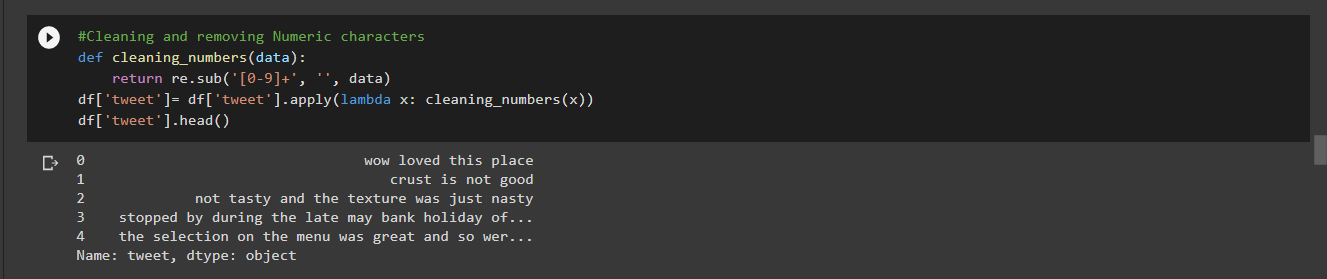 #Cleaning and removing Numeric characters
def cleaning_numbers(data):
    return re.sub('[0-9]+', '', data)
df['tweet']= df['tweet'].apply(lambda x: cleaning_numbers(x))
df['tweet'].head()
0                                 wow loved this place
1                                    crust is not good
2             not tasty and the texture was just nasty
3    stopped by during the late may bank holiday of...
4    the selection on the menu was great and so wer...
Name: tweet, dtype: object